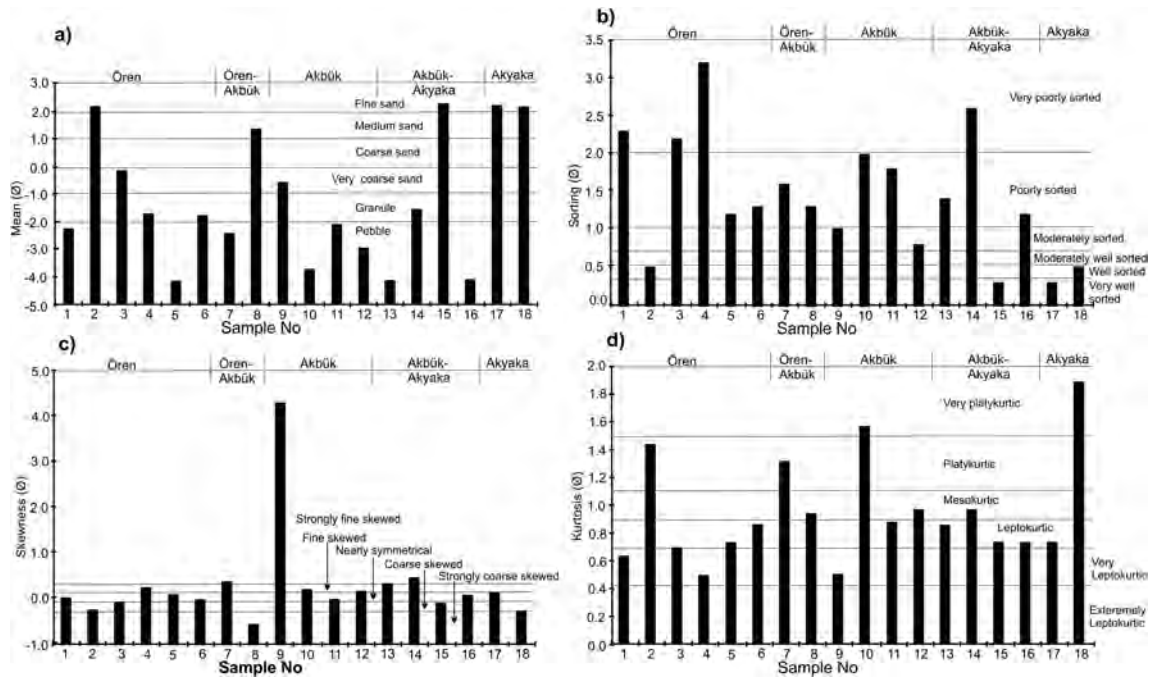 a)
Ören
Ören-
Akbük
Akbük
Akbük-
Akyaka
Akyaka
3.0
2.0
1.0
0.0
-1.0
-2.0
-3.0
-4.0
-5.0
Mean (Ø)
Fine sand
Medium sand
Coarse sand
Very coarse sand
Granule
Pebble
1 2 3 4 5 6 7 8 9 10 11 12 13 14 15 16 17 18
Sample No
b)
Ören
Ören-
Akbük
Akbük
Akbük-
Akyaka
Akyaka
3.5
3.0
2.5
2.0
1.5
1.0
0.5
0.0
Sorting (Ø)
Very poorly sorted
Poorly sorted
Moderately sorted
Moderately well sorted
Well sorted
Very well
sorted
1 2 3 4 5 6 7 8 9 10 11 12 13 14 15 16 17 18
Sample No
c)
Ören
Ören-
Akbük
Akbük
Akbük-
Akyaka
Akyaka
5.0
4.0
3.0
2.0
1.0
0.0
-1.0
Skewness (Ø)
Strongly fine skewed
Fine skewed
Nearly symmetrical
Coarse skewed
Strongly coarse skewed
1 2 3 4 5 6 7 8 9 10 11 12 13 14 15 16 17 18
Sample No
d)
Ören
Ören-
Akbük
Akbük
Akbük-
Akyaka
Akyaka
2.0
1.8
1.6
1.4
1.2
1.0
0.8
0.6
0.4
0.2
0.0
Kurtosis (Ø)
Very platykurtic
Platykurtic
Mesokurtic
Leptokurtic
Very
Leptokurtic
Exteremely
Leptokurtic
1 2 3 4 5 6 7 8 9 10 11 12 13 14 15 16 17 18
Sample No